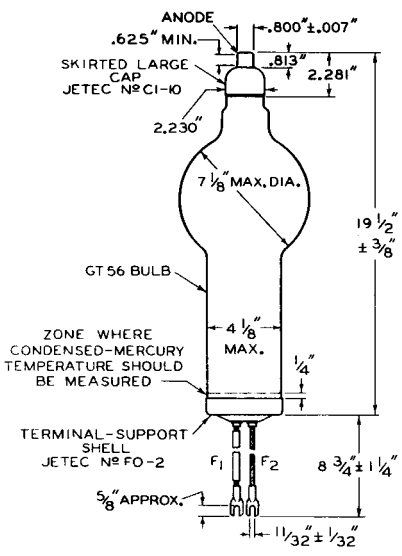 ANODE
.800"±.007"
.625" MIN.
.813"
2.281"
SKIRTED LARGE
CAP
JETEC Nº C1-10
2.230"
7 1/8" MAX. DIA.
19 1/2"
± 3/8"
GT 56 BULB
4 1/8"
MAX.
ZONE WHERE
CONDENSED-MERCURY
TEMPERATURE SHOULD
BE MEASURED
1/4"
TERMINAL-SUPPORT
SHELL
JETEC Nº FO-2
F1
F2
8 3/4" ± 1 1/4"
5/8" APPROX.
11/32" ± 1/32"